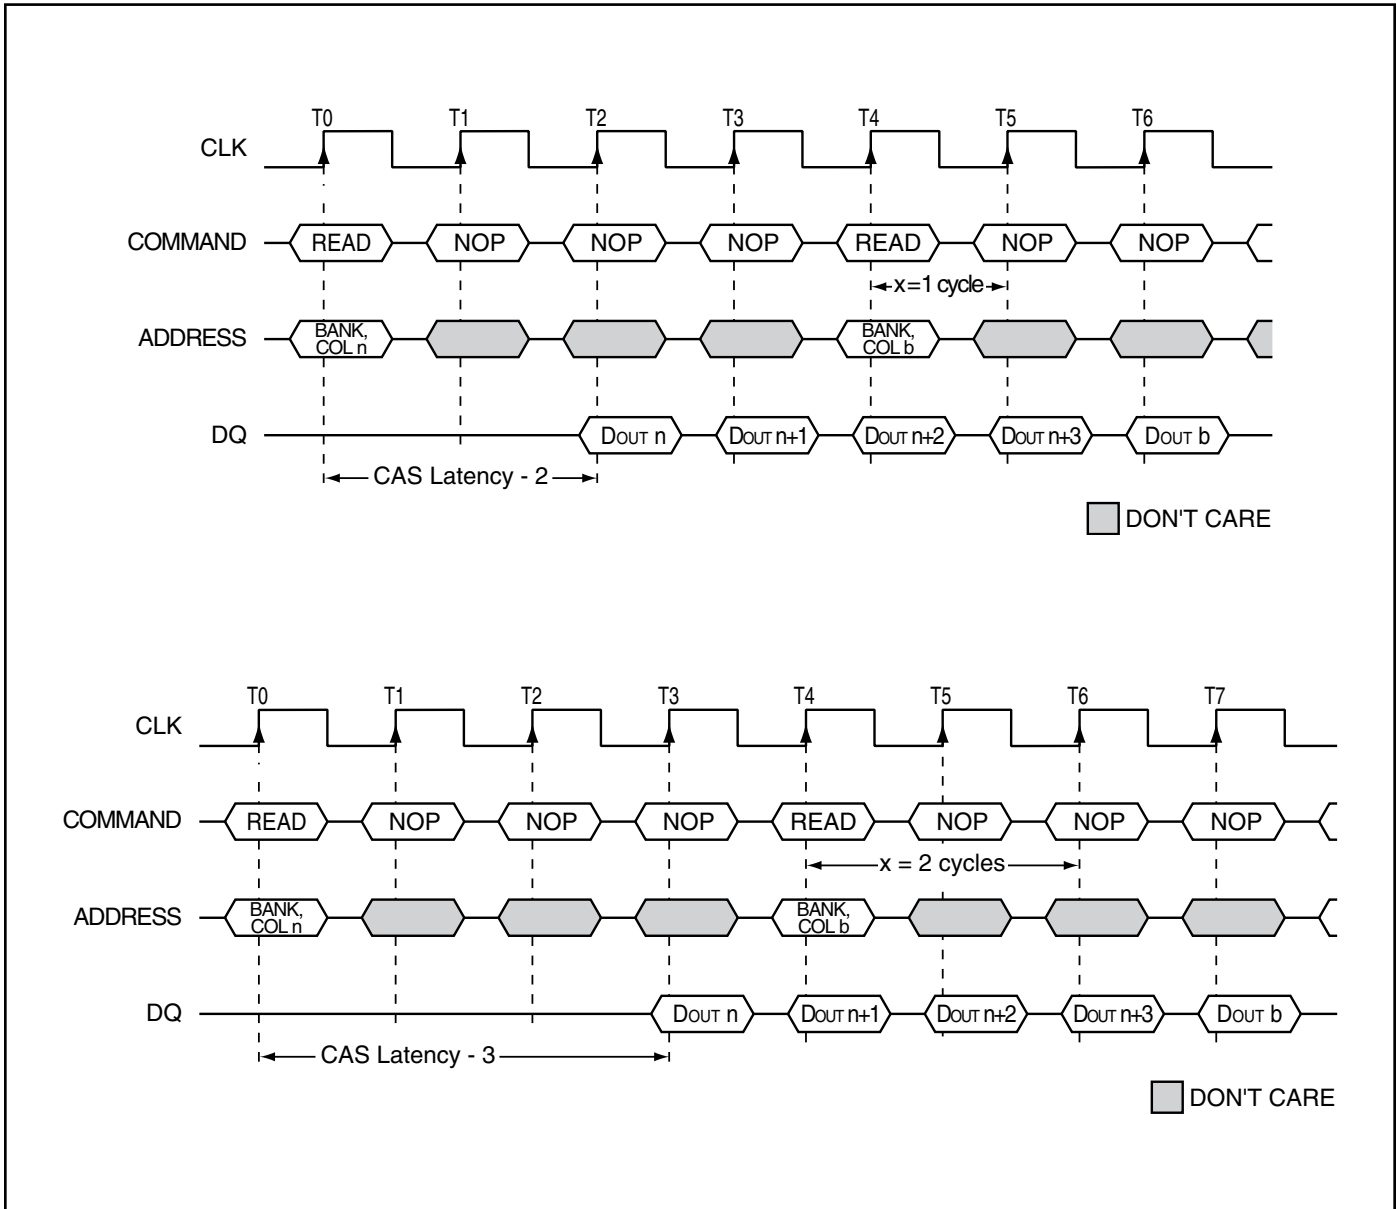 T0 T1 T2 T3 T4 T5 T6
CLK
COMMAND READ NOP NOP NOP READ NOP NOP
x=1 cycle
ADDRESS BANK, COL n BANK, COL b
DQ DOUT n DOUT n+1 DOUT n+2 DOUT n+3 DOUT b
CAS Latency - 2
DON'T CARE
T0 T1 T2 T3 T4 T5 T6 T7
CLK
COMMAND READ NOP NOP NOP READ NOP NOP NOP
x = 2 cycles
ADDRESS BANK, COL n BANK, COL b
DQ DOUT n DOUT n+1 DOUT n+2 DOUT n+3 DOUT b
CAS Latency - 3
DON'T CARE